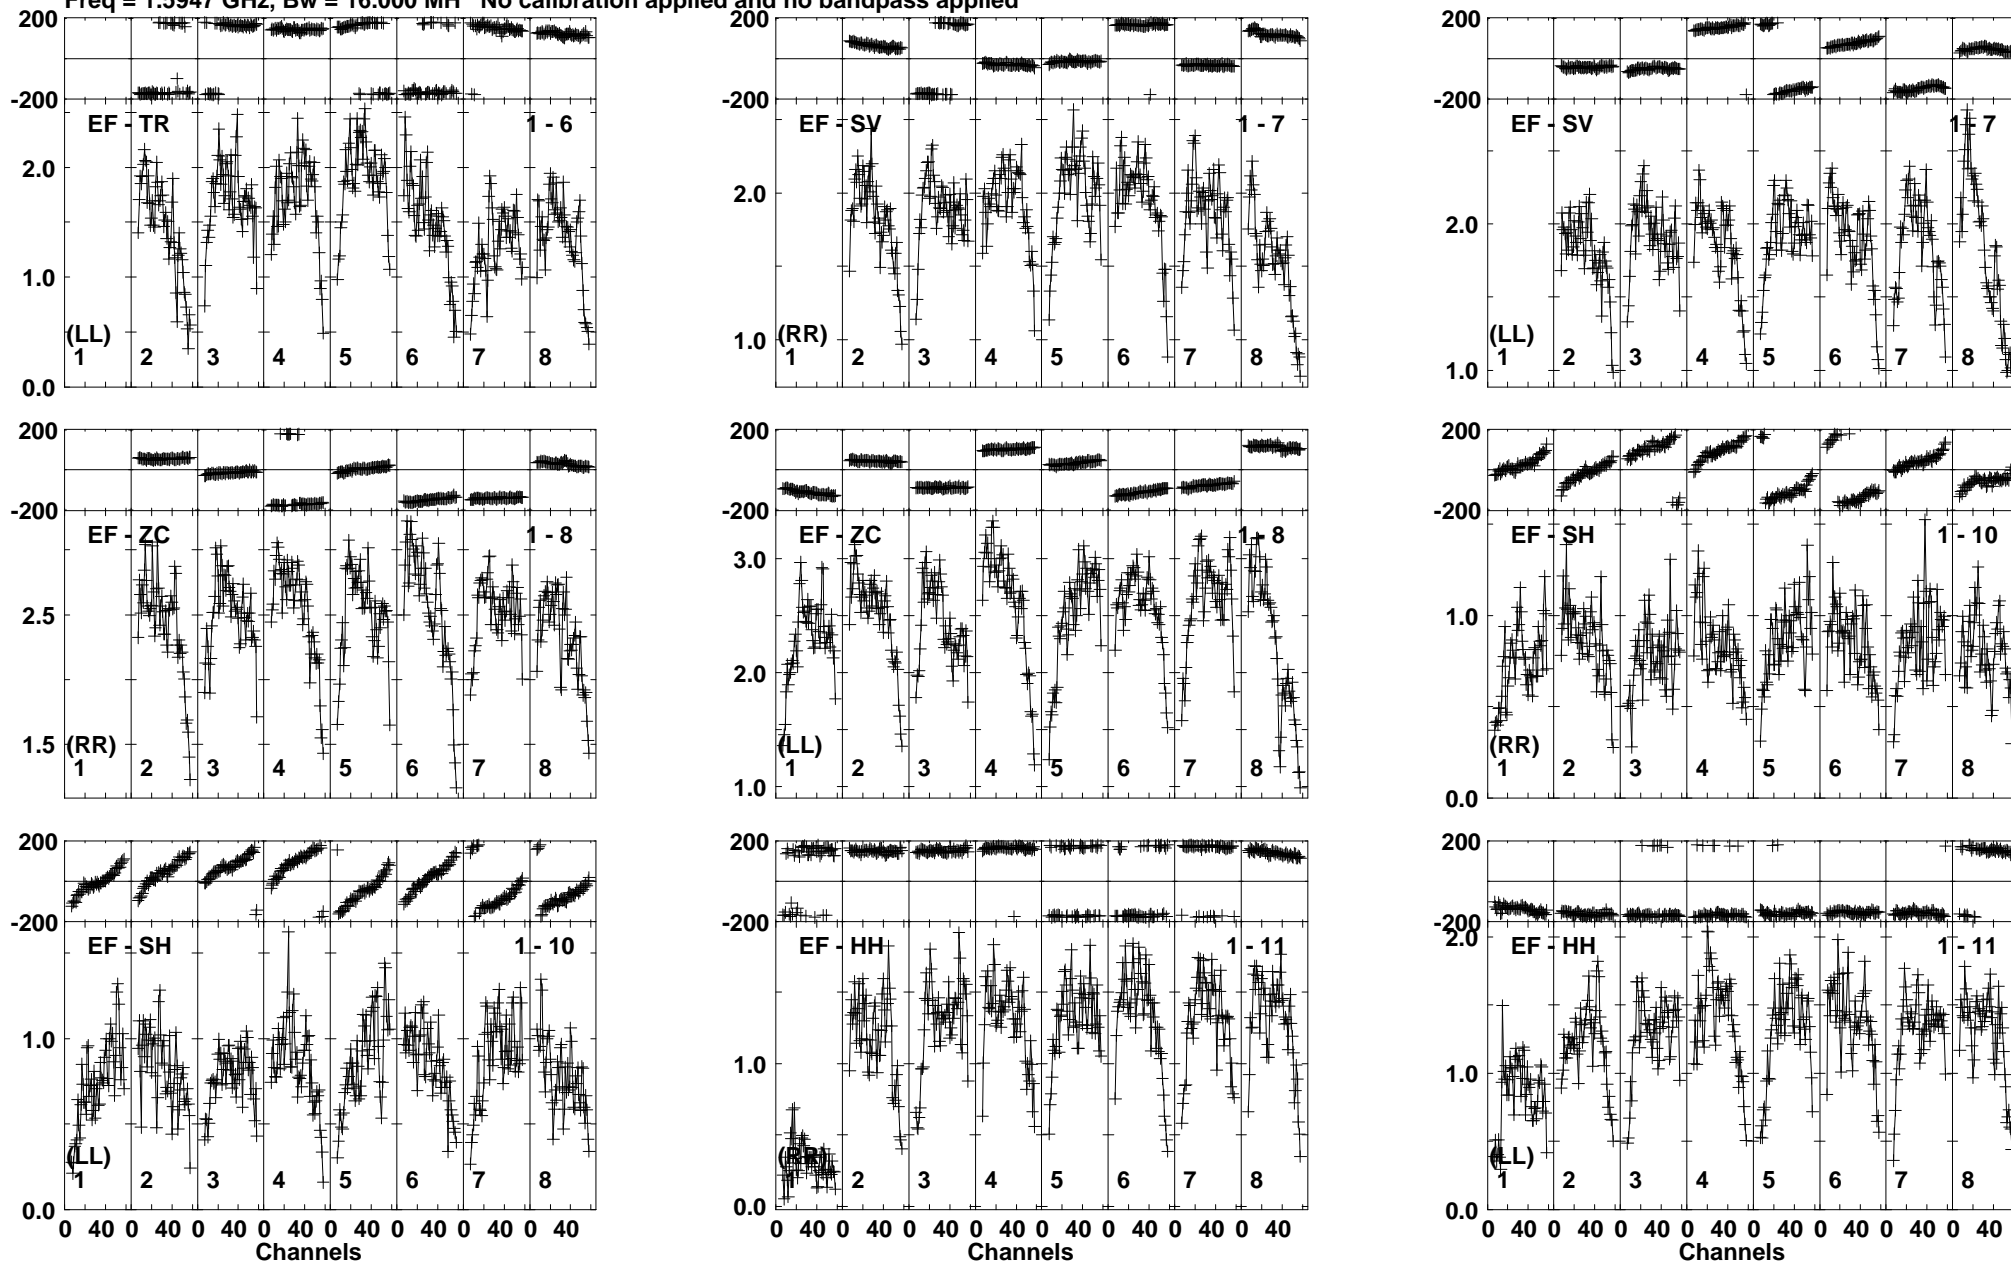 Freq = 1.5947 GHz, Bw = 16.000 MH No calibration applied and no bandpass applied
200 200 200
-200 -200 -200
EF - TR 1 - 6 EF - SV 1 - 7 EF - SV 1 - 7
2.0 2.0 2.0
1.0 1.0 1.0
0.0
(LL) (RR) (LL)
1 2 3 4 5 6 7 8 1 2 3 4 5 6 7 8 1 2 3 4 5 6 7 8
200 200 200
-200 -200 -200
EF - ZC 1 - 8 EF - ZC 1 - 8 EF - SH 1 - 10
2.5 3.0 1.0
1.5 2.0 0.0
1.0
(RR) (LL) (RR)
1 2 3 4 5 6 7 8 1 2 3 4 5 6 7 8 1 2 3 4 5 6 7 8
200 200 200
-200 -200 -200
EF - SH 1 - 10 EF - HH 1 - 11 EF - HH 1 - 11
2.0
1.0 1.0 1.0
0.0 0.0 0.0
(LL) (RR) (LL)
1 2 3 4 5 6 7 8 1 2 3 4 5 6 7 8 1 2 3 4 5 6 7 8
0 40 0 40 0 40 0 40 0 40 0 40 0 40 0 40 0 40 0 40 0 40 0 40 0 40 0 40 0 40 0 40 0 40 0 40 0 40 0 40 0 40 0 40 0 40 0 40
Channels Channels